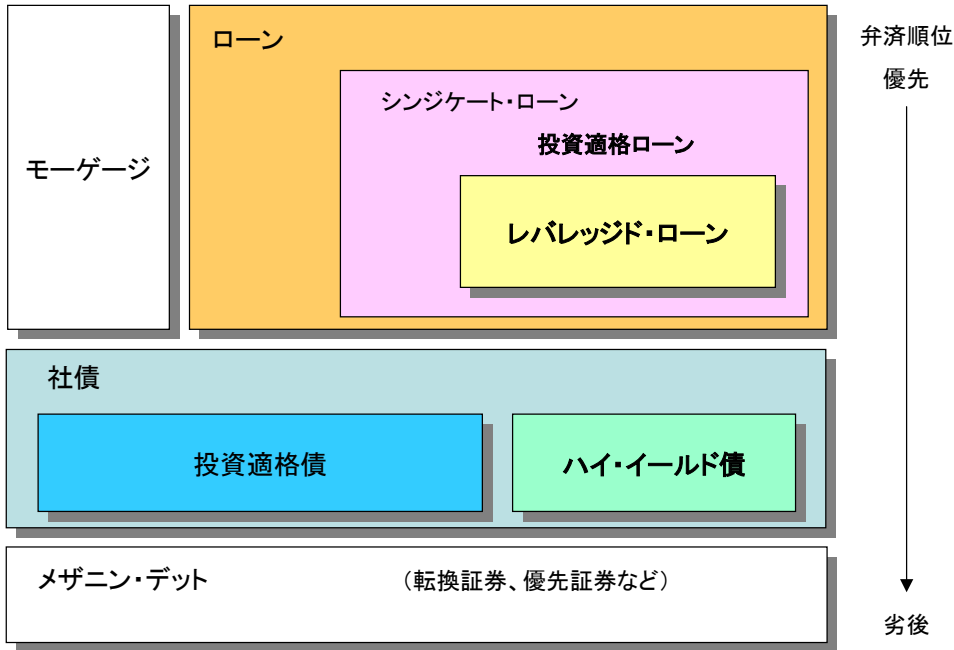 ローン
弁済順位
優先
シンジケート・ローン
投資適格ローン
モーゲージ
レバレッジド・ローン
社債
投資適格債
ハイ・イールド債
メザニン・デット
（転換証券、優先証券など）
劣後